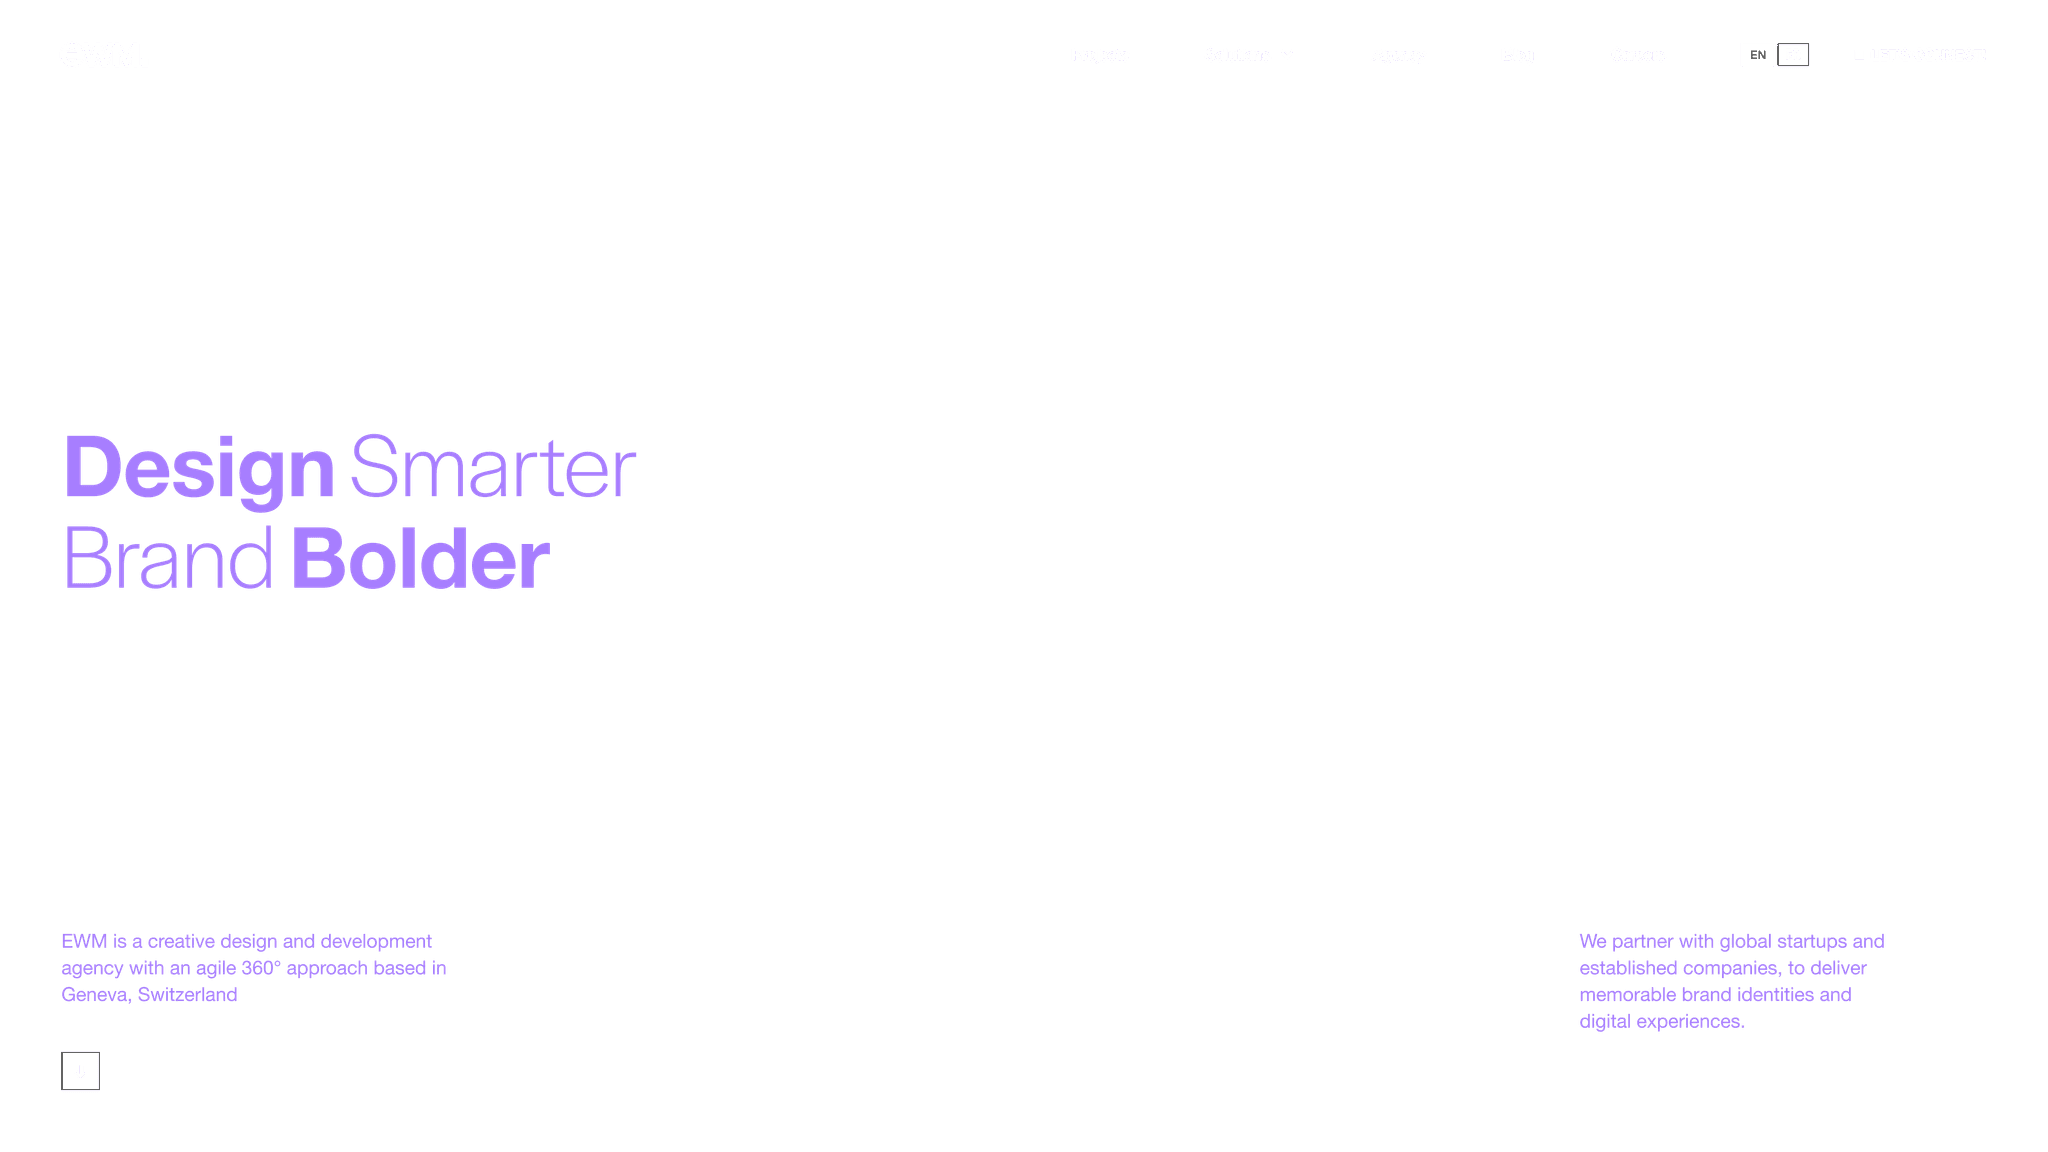 EN
Design Smarter
Brand Bolder
EWM is a creative design and development
agency with an agile 360° approach based in
Geneva, Switzerland
We partner with global startups and
established companies, to deliver
memorable brand identities and
digital experiences.